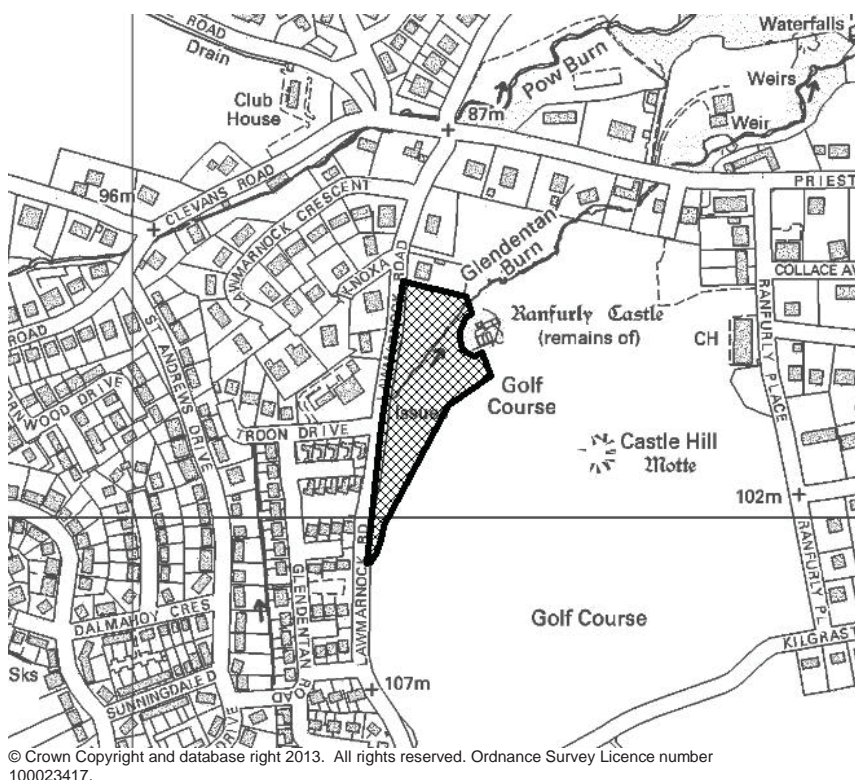 ROAD
Drain
Club
House
Waterfalls
Pow Burn
Weirs
87m
Weir
96m
CLEVANS ROAD
LAWMARNOCK CRESCENT
PRIEST
ROAD
Glendentan
Burn
COLLACE AV
RANFURLY PLACE
Ranfurly Castle
(remains of)
CH
ROAD
ST ANDREWS DRIVE
Golf
Course
Issues
TROON DRIVE
Castle Hill
Motte
102m
LAWMARNOCK RD
GLENDENTAN
ROAD
RANFURLY PL
Golf Course
DALMAHOY CRES
KILGRAST
Sks
SUNNINGDALE D
107m
© Crown Copyright and database right 2013. All rights reserved. Ordnance Survey Licence number
100023417.